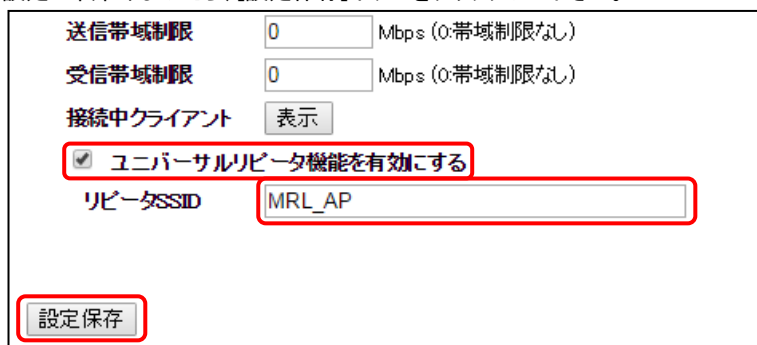 送信帯域制限 0 Mbps (0:帯域制限なし)
受信帯域制限 0 Mbps (0:帯域制限なし)
接続中クライアント 表示
ユニバーサルリピータ機能を有効にする
リピータSSID MRL_AP
設定保存